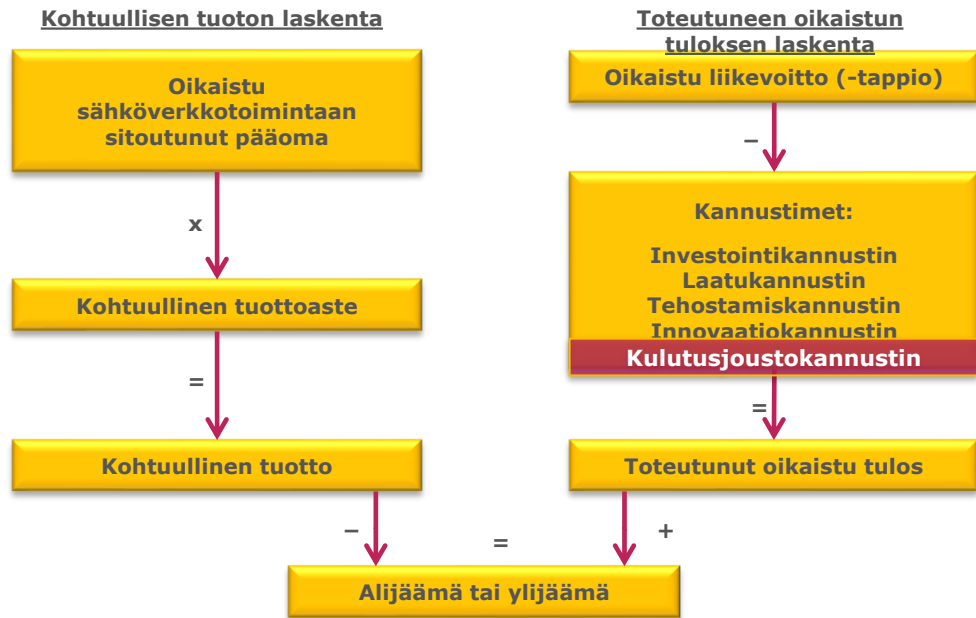 Kohtuullisen tuoton laskenta
Oikaistu
sähköverkkotoimintaan
sitoutunut pääoma
x
Kohtuullinen tuottoaste
=
Kohtuullinen tuotto
Toteutuneen oikaistun
tuloksen laskenta
Oikaistu liikevoitto (-tappio)
–
Kannustimet:
Investointikannustin
Laatukannustin
Tehostamiskannustin
Innovaatiokannustin
Kulutusjoustokannustin
=
Toteutunut oikaistu tulos
–
=
+
Alijäämä tai ylijäämä